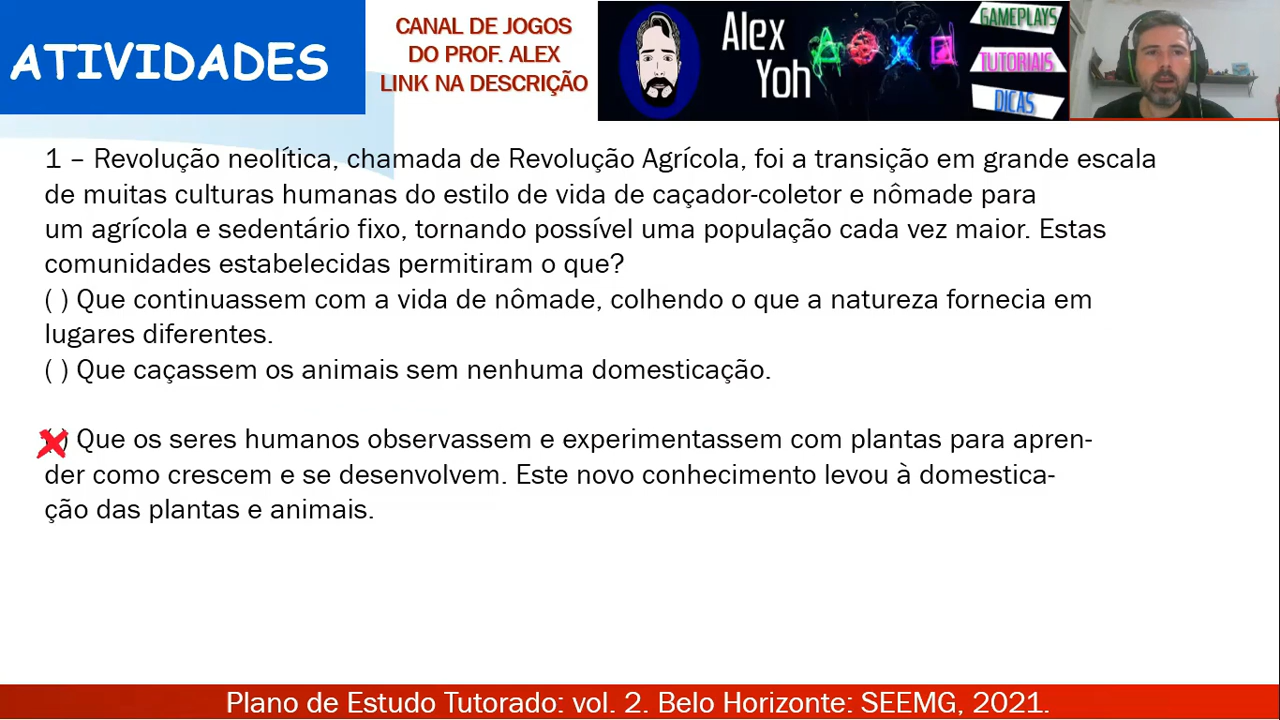 ATIVIDADES
CANAL DE JOGOS
DO PROF. ALEX
LINK NA DESCRIÇÃO
Alex
Yoh
GAMEPLAYS
TUTORIAIS
DICAS
1 – Revolução neolítica, chamada de Revolução Agrícola, foi a transição em grande escala
de muitas culturas humanas do estilo de vida de caçador-coletor e nômade para
um agrícola e sedentário fixo, tornando possível uma população cada vez maior. Estas
comunidades estabelecidas permitiram o que?
( ) Que continuassem com a vida de nômade, colhendo o que a natureza fornecia em
lugares diferentes.
( ) Que caçassem os animais sem nenhuma domesticação.
( ) Que os seres humanos observassem e experimentassem com plantas para apren-
der como crescem e se desenvolvem. Este novo conhecimento levou à domestica-
ção das plantas e animais.
Plano de Estudo Tutorado: vol. 2. Belo Horizonte: SEEMG, 2021.